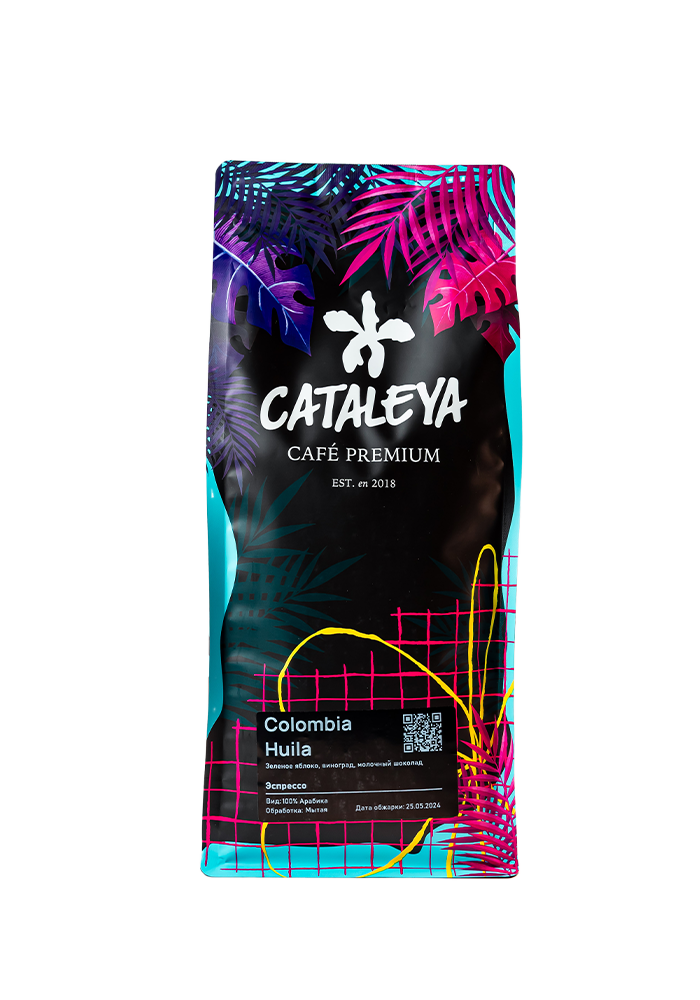 CATALEYA
CAFÉ PREMIUM
EST. en 2018
Colombia
Huila
Зеленое яблоко, виноград, молочный шоколад
Эспрессо
Вид: 100% Арабика
Обработка: Мытая
Дата обжарки: 25.05.2024